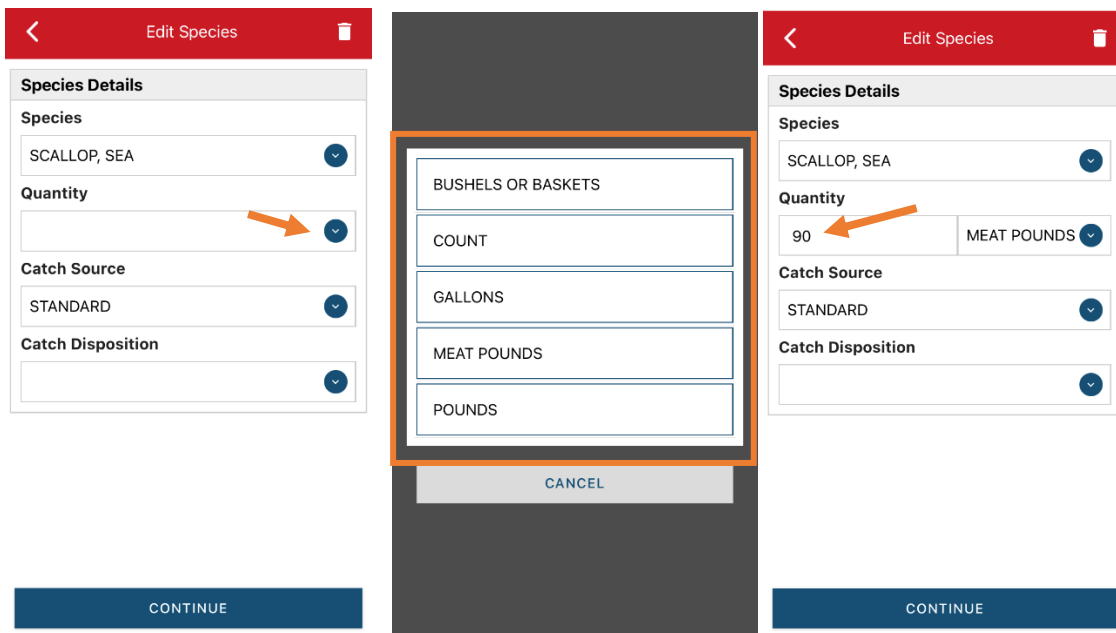 Edit Species
Species Details
Species
SCALLOP, SEA
Quantity
Catch Source
STANDARD
Catch Disposition
CONTINUE
BUSHELS OR BASKETS
COUNT
GALLONS
MEAT POUNDS
POUNDS
CANCEL
Edit Species
Species Details
Species
SCALLOP, SEA
Quantity
90 MEAT POUNDS
Catch Source
STANDARD
Catch Disposition
CONTINUE